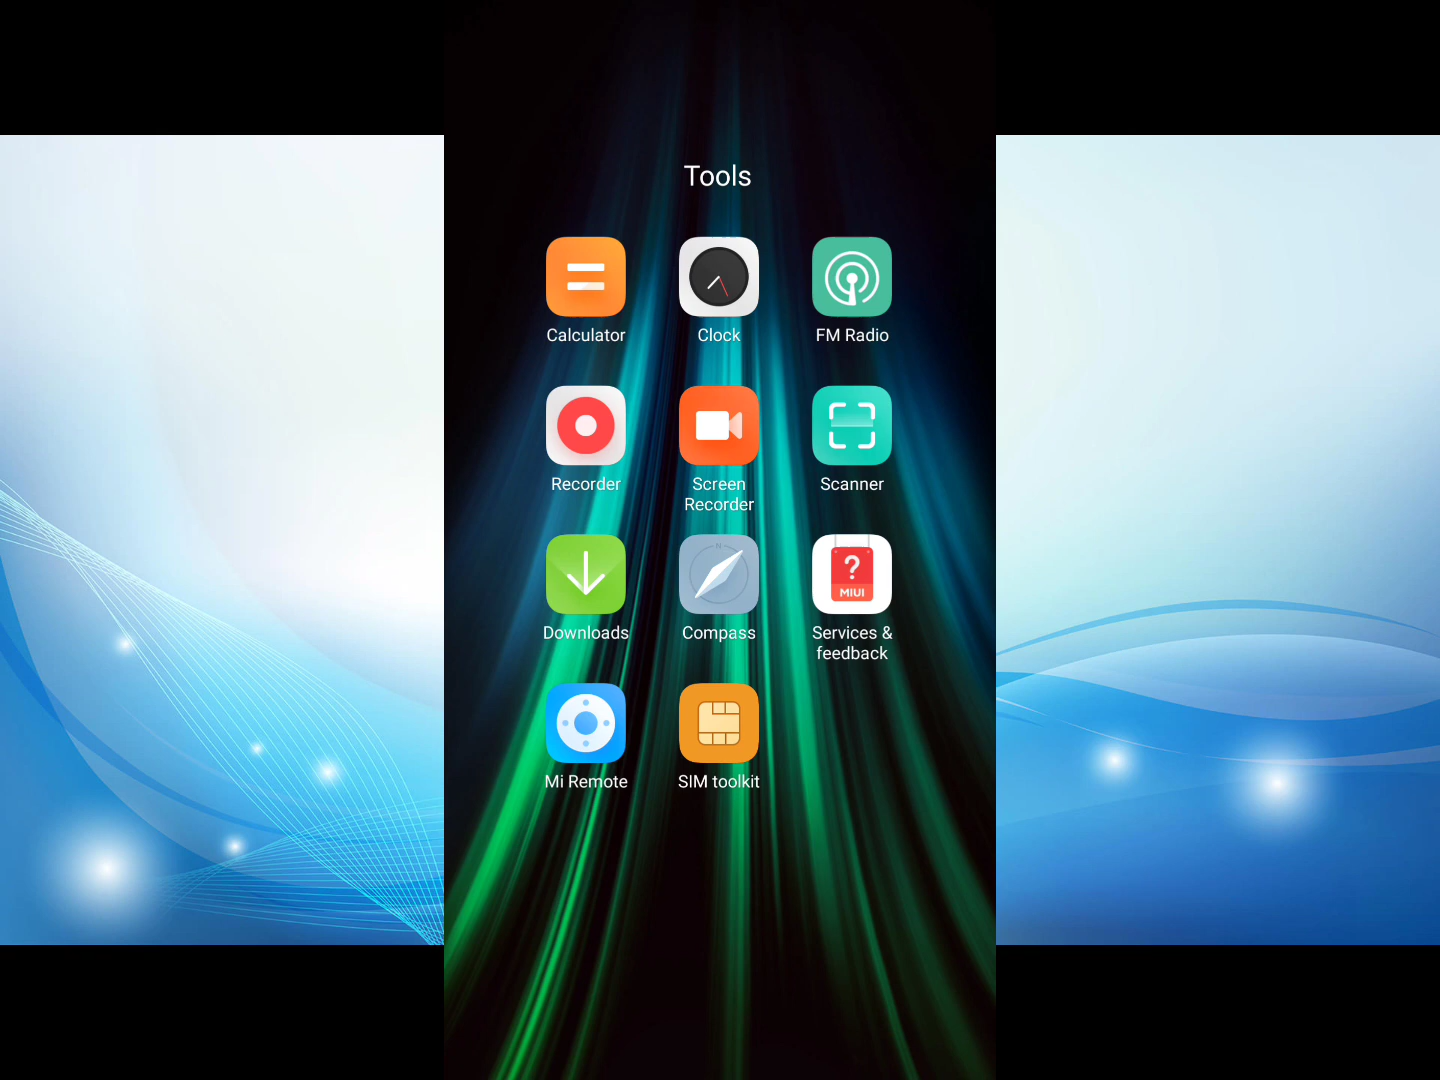 Tools
Calculator
Clock
FM Radio
Recorder
Screen
Recorder
Scanner
N
?
MIUI
Downloads
Compass
Services &
feedback
Mi Remote
SIM toolkit